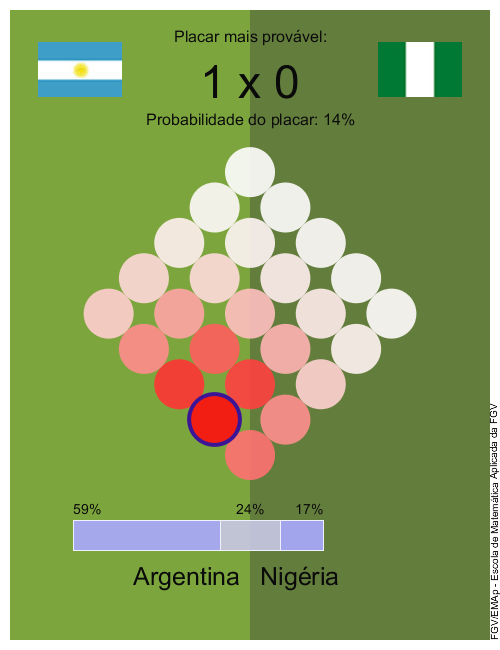 Placar mais provável:
1 x 0
Probabilidade do placar: 14%
59% 24% 17%
Argentina Nigéria
FGV/EMAp - Escola de Matemática Aplicada da FGV